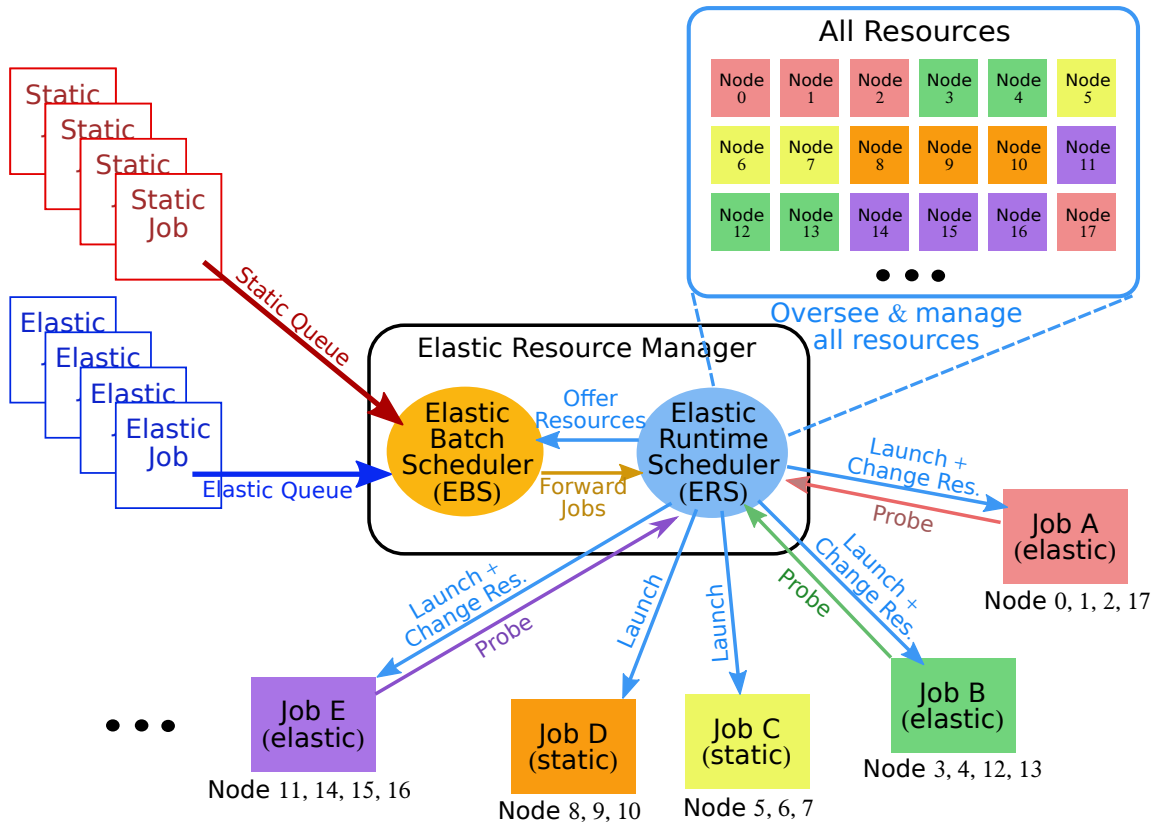 All Resources
Node 0
Node 1
Node 2
Node 3
Node 4
Node 5
Node 6
Node 7
Node 8
Node 9
Node 10
Node 11
Node 12
Node 13
Node 14
Node 15
Node 16
Node 17
Oversee & manage
all resources
Static
Static
Static
Static
Job
Static Queue
Elastic
Elastic
Elastic
Elastic
Job
Elastic Queue
Elastic Resource Manager
Elastic
Batch
Scheduler
(EBS)
Offer
Resources
Forward
Jobs
Elastic
Runtime
Scheduler
(ERS)
Launch +
Change Res.
Probe
Job A
(elastic)
Node 0, 1, 2, 17
Launch +
Change Res.
Probe
Job B
(elastic)
Node 3, 4, 12, 13
Launch
Job C
(static)
Node 5, 6, 7
Launch
Job D
(static)
Node 8, 9, 10
Launch +
Change Res.
Probe
Job E
(elastic)
Node 11, 14, 15, 16